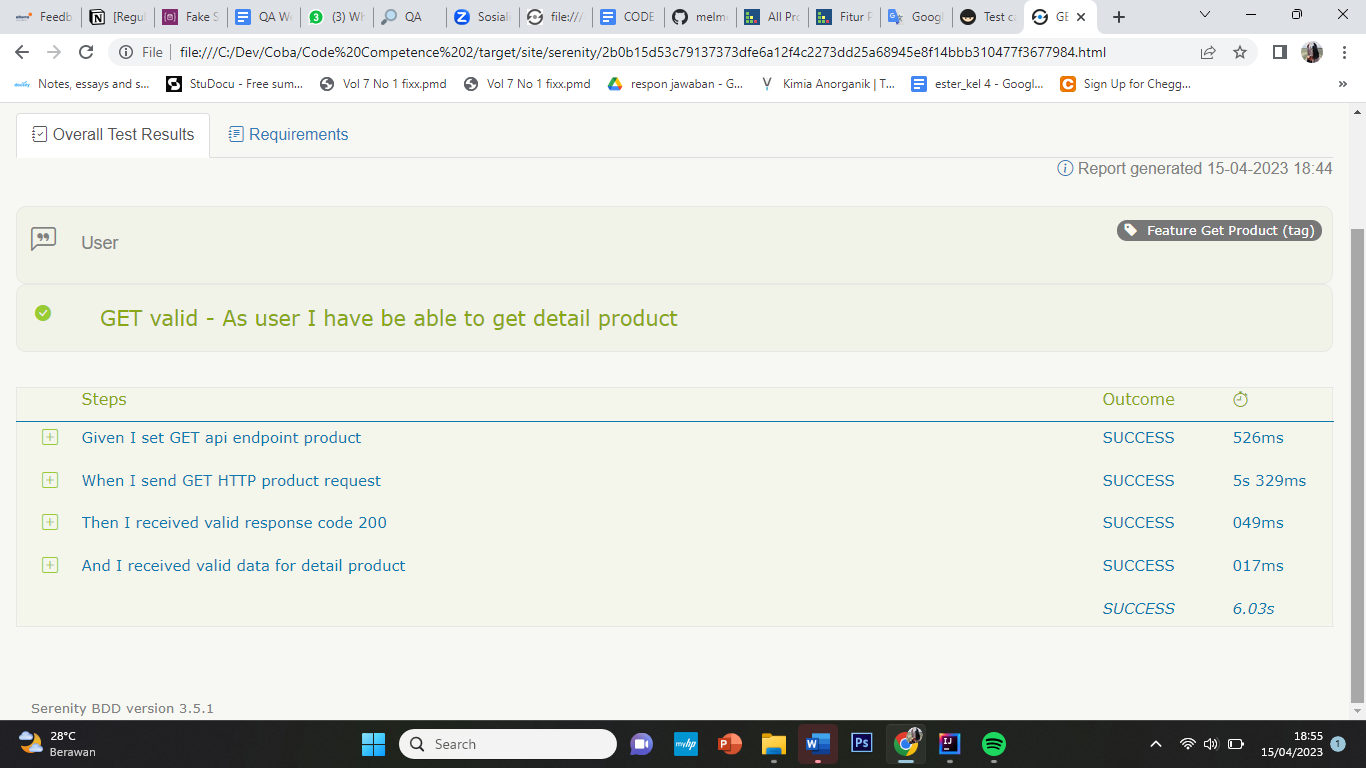 Feedb
[Regul
Fake S
QA We
(3) Wh
QA
Sosiali
file:///
CODE
melme
All Pro
Fitur P
Googl
Test ca
GE
File
file:///C:/Dev/Coba/Code%20Competence%202/target/site/serenity/2b0b15d53c79137373dfe6a12f4c2273dd25a68945e8f14bbb310477f3677984.html
Notes, essays and s...
StuDocu - Free sum...
Vol 7 No 1 fixx.pmd
Vol 7 No 1 fixx.pmd
respon jawaban - G...
Kimia Anorganik | T...
ester_kel 4 - Googl...
Sign Up for Chegg...
Overall Test Results
Requirements
Report generated 15-04-2023 18:44
User
Feature Get Product (tag)
GET valid - As user I have be able to get detail product
Steps Outcome
Given I set GET api endpoint product SUCCESS 526ms
When I send GET HTTP product request SUCCESS 5s 329ms
Then I received valid response code 200 SUCCESS 049ms
And I received valid data for detail product SUCCESS 017ms
SUCCESS 6.03s
Serenity BDD version 3.5.1
28°C
Berawan
Search
18:55
15/04/2023
1